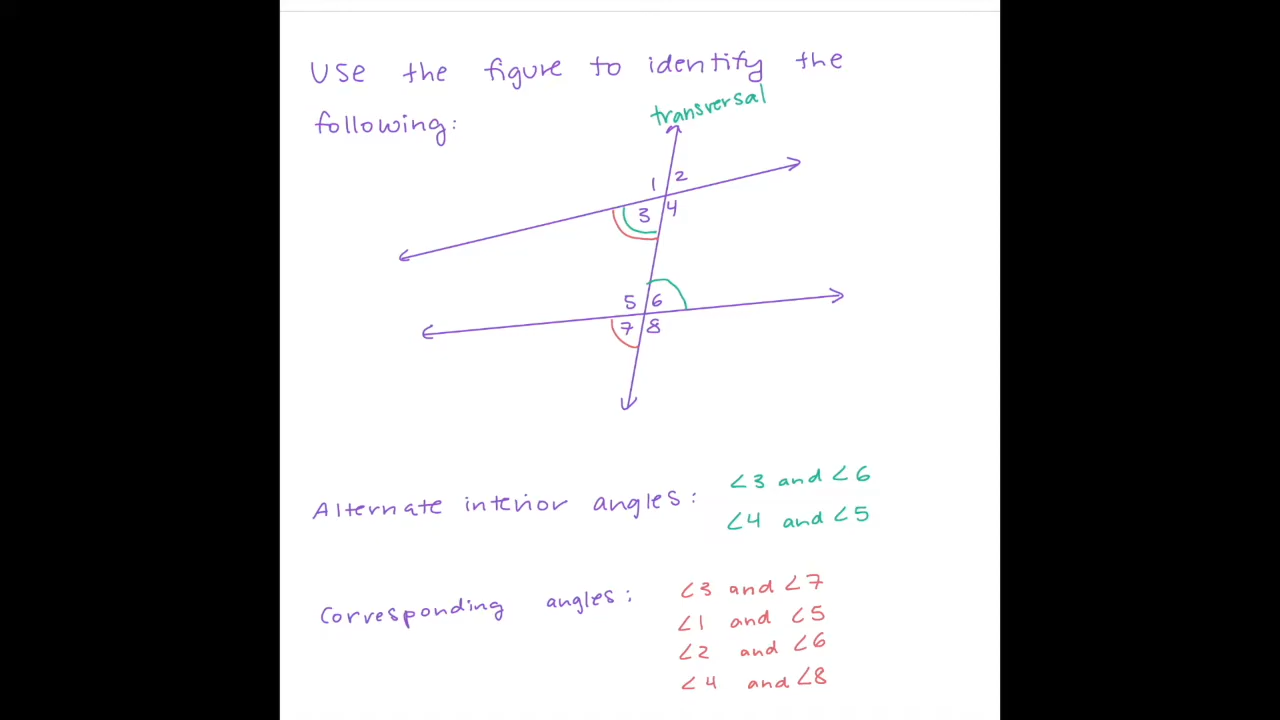 Use the figure to identify the
following:
transversal
1 2
3 4
5 6
7 8
∠3 and ∠6
Alternate interior angles:
∠4 and ∠5
∠3 and ∠7
Corresponding angles:
∠1 and ∠5
∠2 and ∠6
∠4 and ∠8